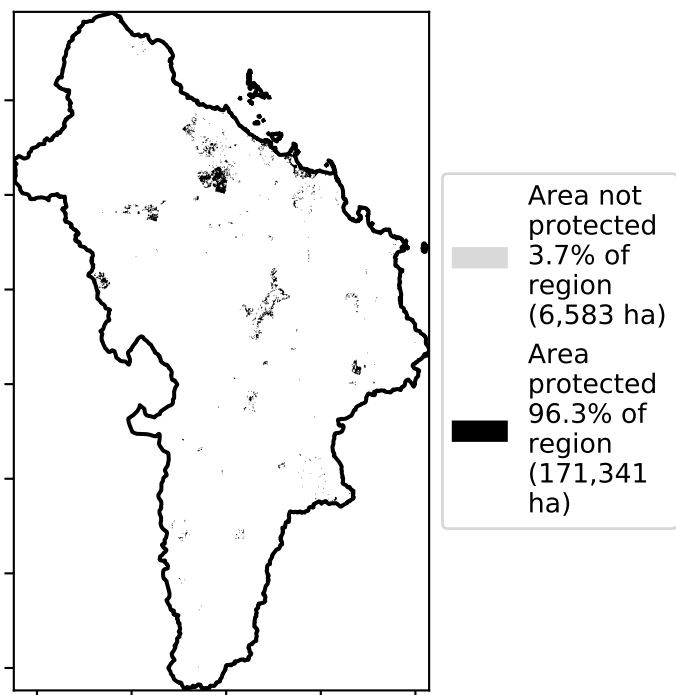 Area not
protected
3.7% of
region
(6,583 ha)
Area
protected
96.3% of
region
(171,341
ha)